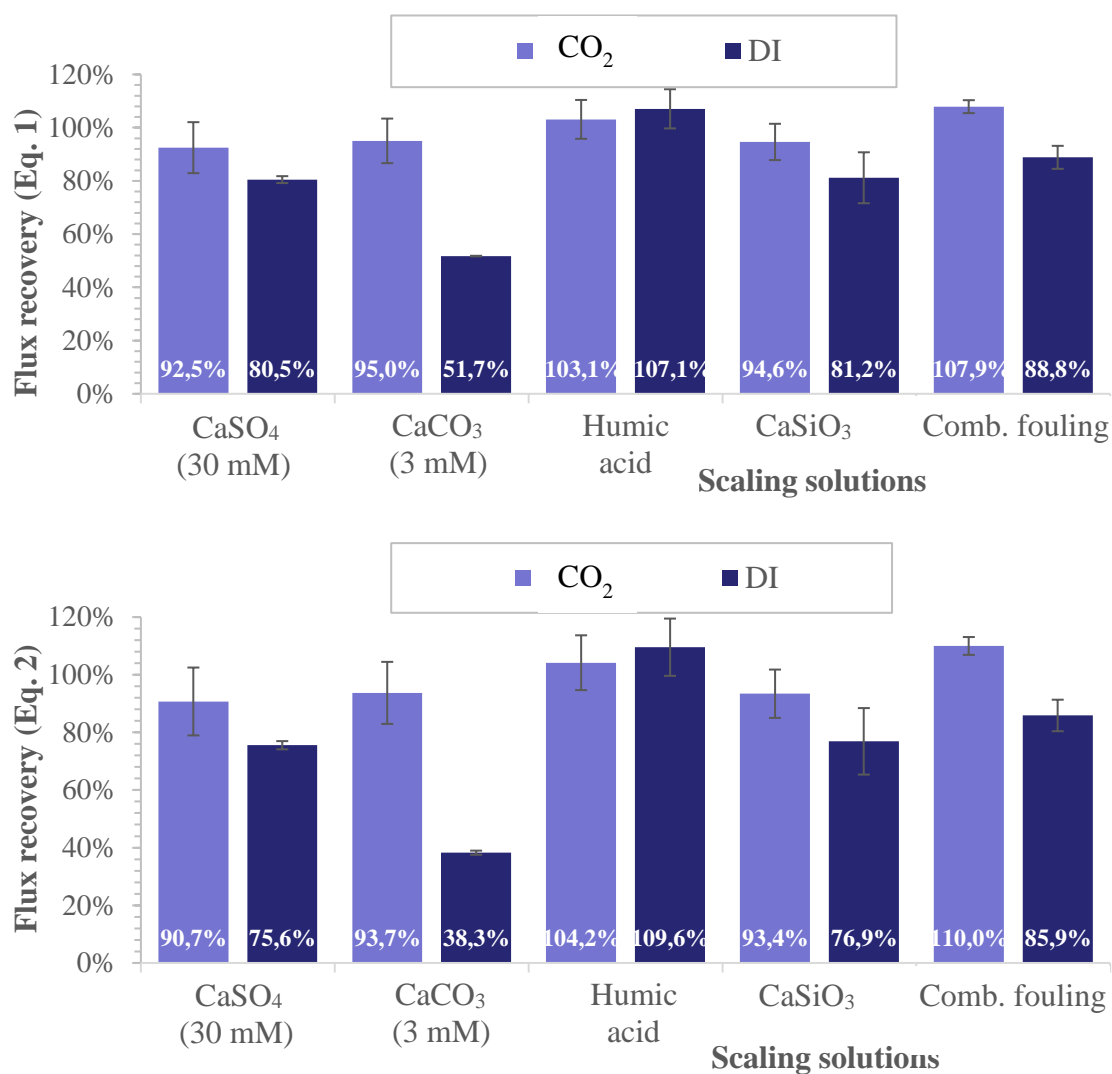 CO₂ DI
120%
100%
80%
60%
40%
20%
0%
Flux recovery (Eq. 1)
92,5% 80,5% 95,0% 51,7% 103,1% 107,1% 94,6% 81,2% 107,9% 88,8%
CaSO₄ CaCO₃ Humic CaSiO₃ Comb. fouling
(30 mM) (3 mM) acid
Scaling solutions
CO₂ DI
120%
100%
80%
60%
40%
20%
0%
Flux recovery (Eq. 2)
90,7% 75,6% 93,7% 38,3% 104,2% 109,6% 93,4% 76,9% 110,0% 85,9%
CaSO₄ CaCO₃ Humic CaSiO₃ Comb. fouling
(30 mM) (3 mM) acid
Scaling solutions